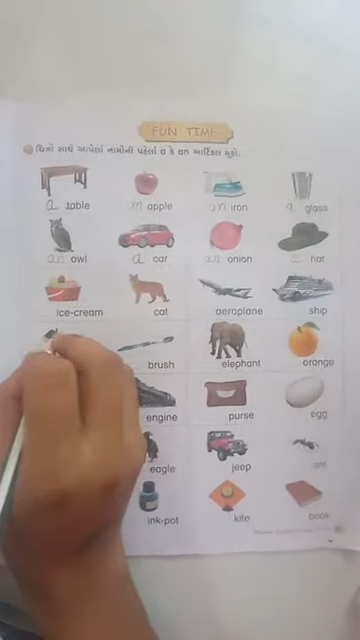 FUN TIME
ચિત્રો સાથે આપેલાં નામોની પહેલાં a કે an આર્ટિકલ મૂકો.
a table an apple an iron a glass
an owl a car an onion a hat
ice-cream cat aeroplane ship
brush elephant orange
engine purse egg
eagle jeep ant
ink-pot kite book